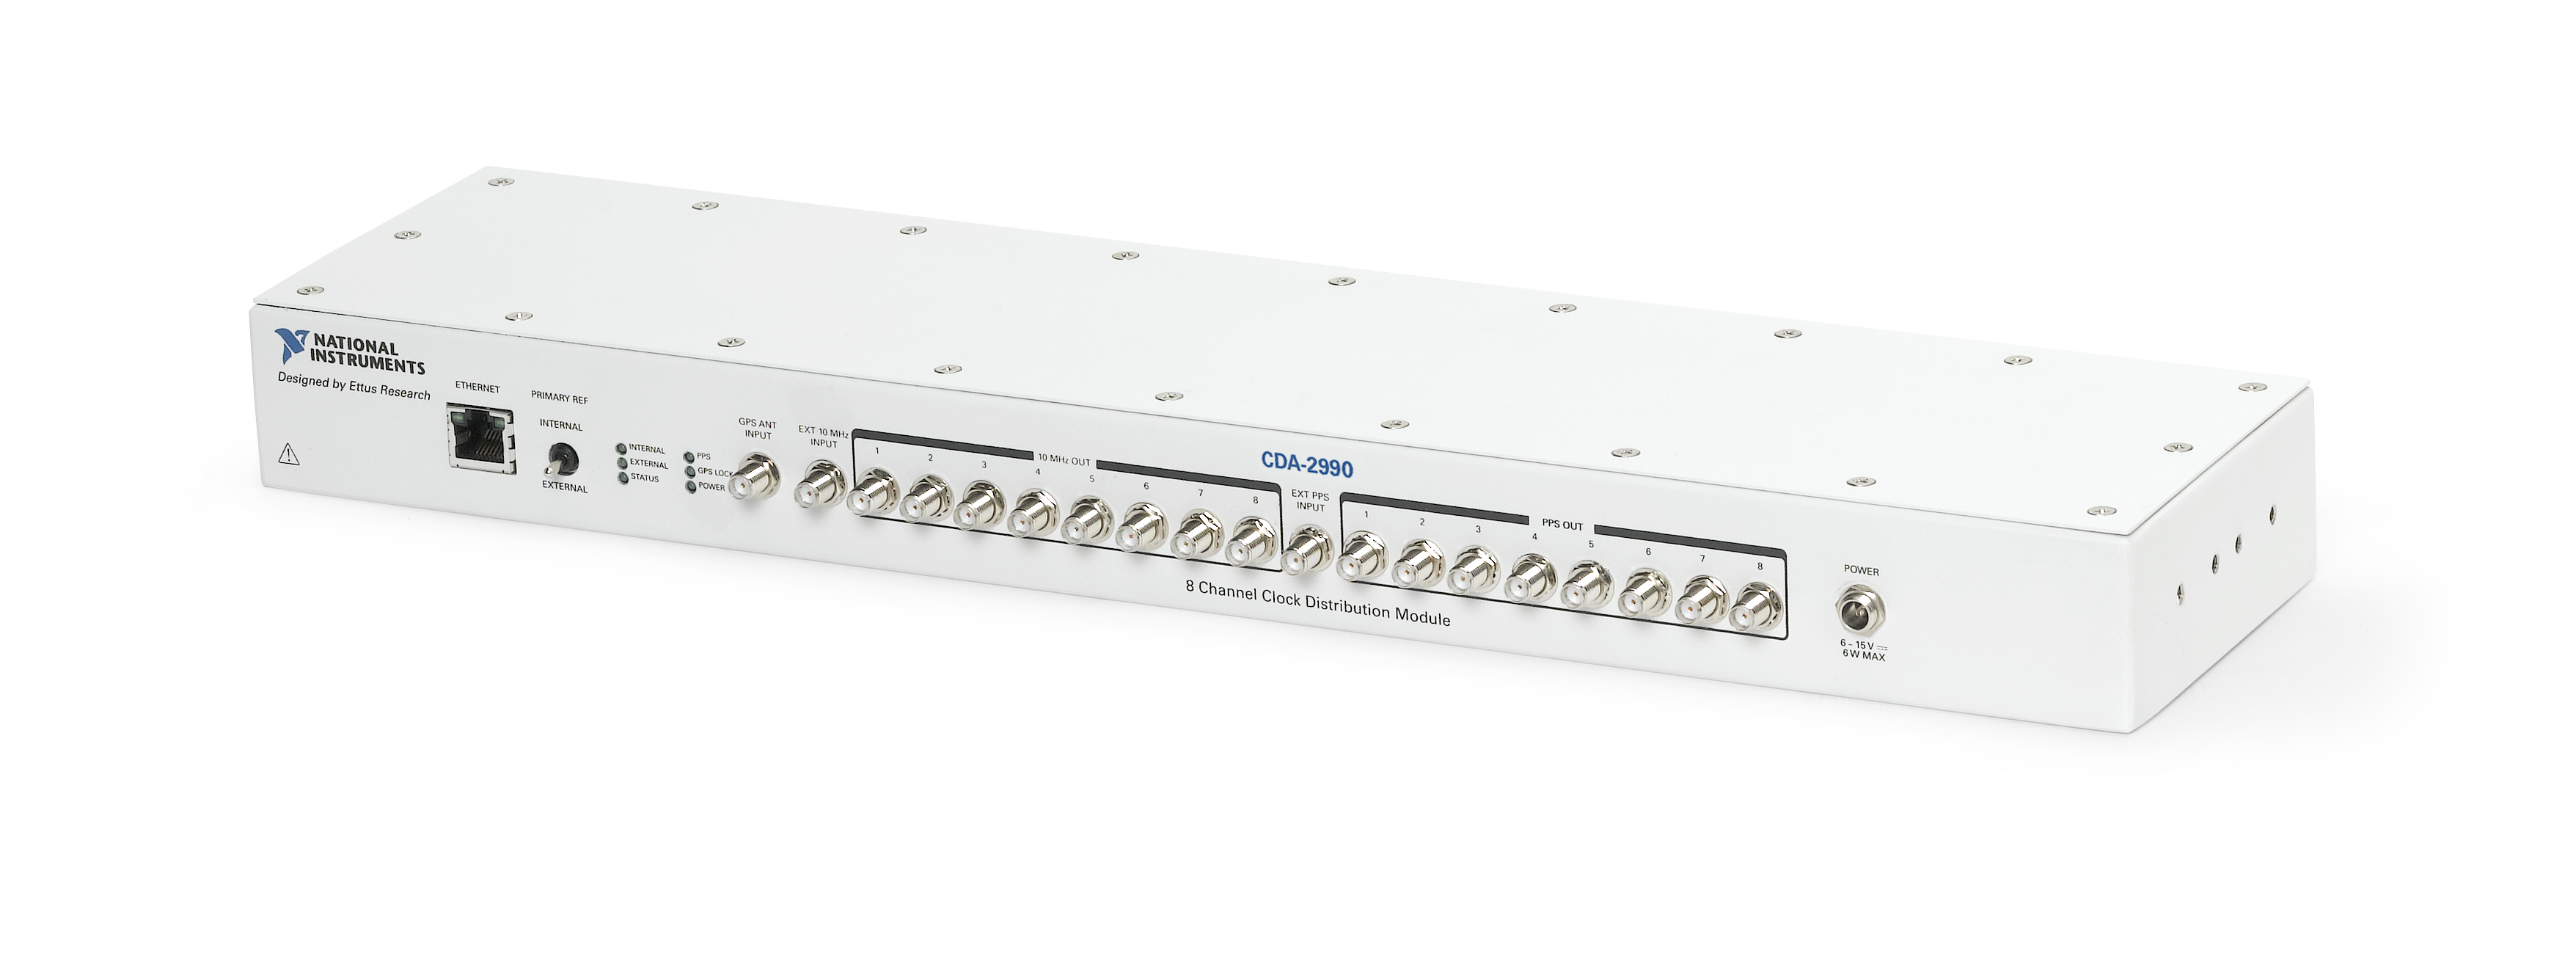 NATIONAL
INSTRUMENTS
Designed by Ettus Research
ETHERNET
PRIMARY REF
INTERNAL
EXTERNAL
INTERNAL
EXTERNAL
STATUS
PPS
GPS LOCK
POWER
GPS ANT
INPUT
EXT 10 MHz
INPUT
10 MHz OUT
1 2 3 4 5 6 7 8
CDA-2990
EXT PPS
INPUT
PPS OUT
1 2 3 4 5 6 7 8
8 Channel Clock Distribution Module
POWER
6 - 15 V
6 W MAX